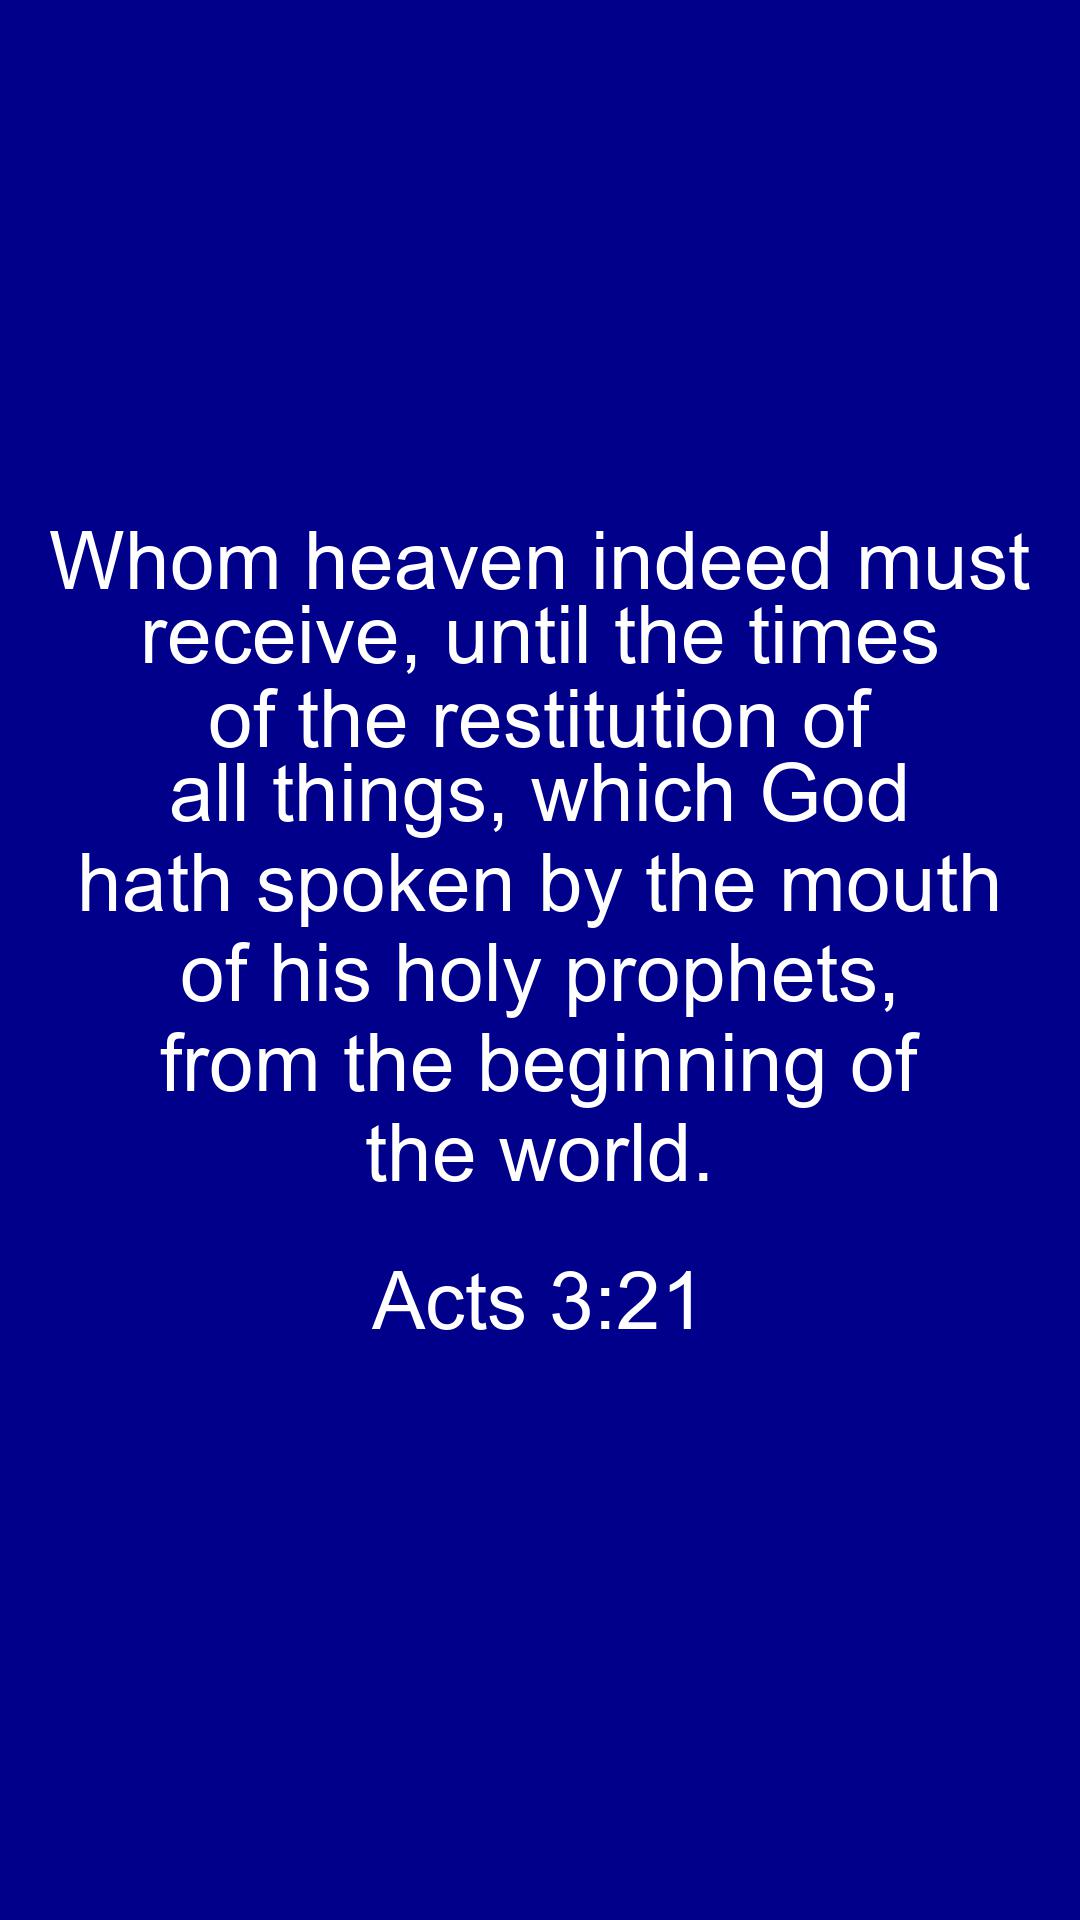 Whom heaven indeed must
receive, until the times
of the restitution of
all things, which God
hath spoken by the mouth
of his holy prophets,
from the beginning of
the world.
Acts 3:21